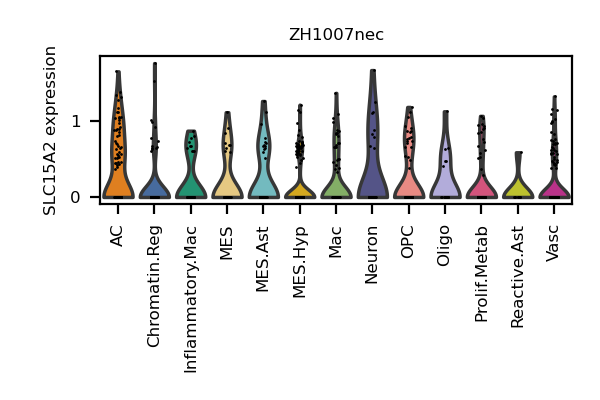 ZH1007nec
SLC15A2 expression
1
0
AC
Chromatin.Reg
Inflammatory.Mac
MES
MES.Ast
MES.Hyp
Mac
Neuron
OPC
Oligo
Prolif.Metab
Reactive.Ast
Vasc